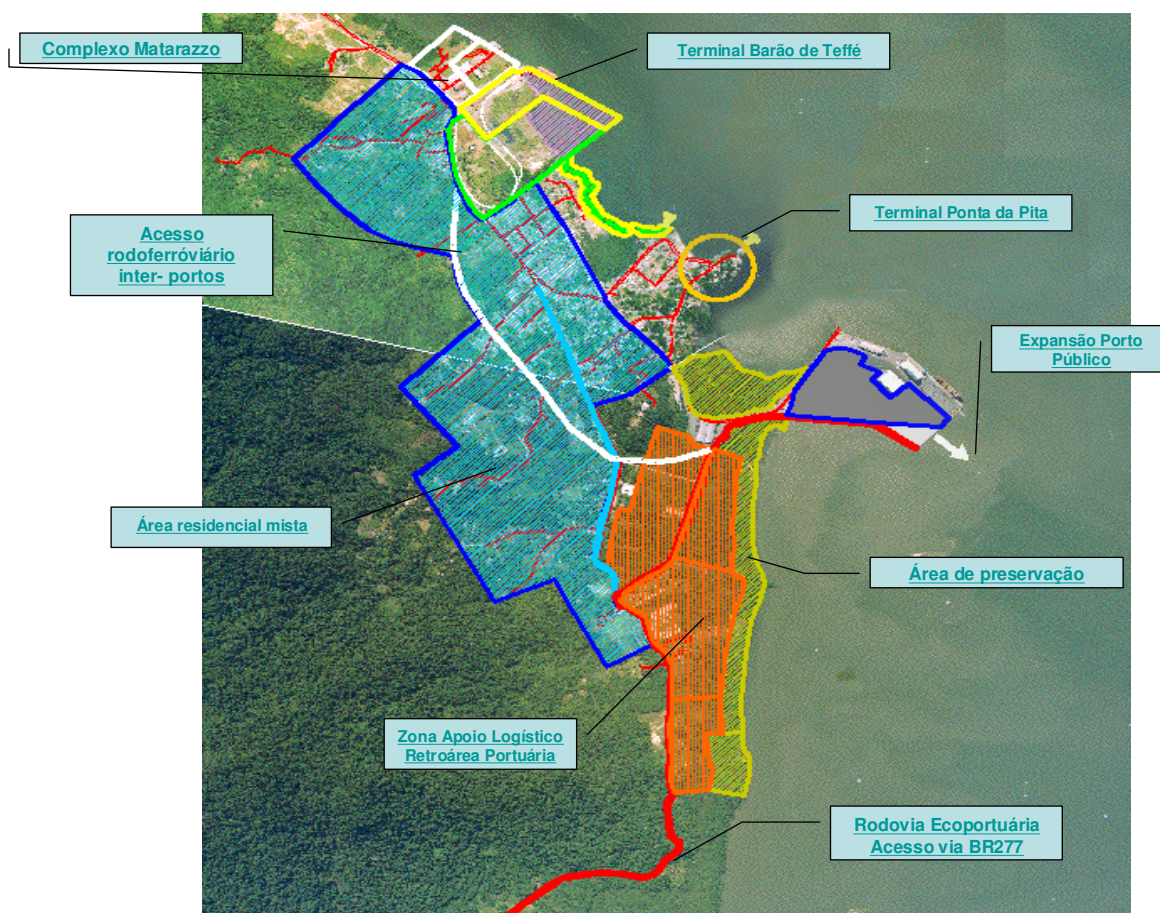 Complexo Matarazzo
Terminal Barão de Teffé
Terminal Ponta da Pita
Acesso
rodoferróviário
inter- portos
Expansão Porto
Público
Área residencial mista
Área de preservação
Zona Apoio Logístico
Retroárea Portuária
Rodovia Ecoportuária
Acesso via BR277